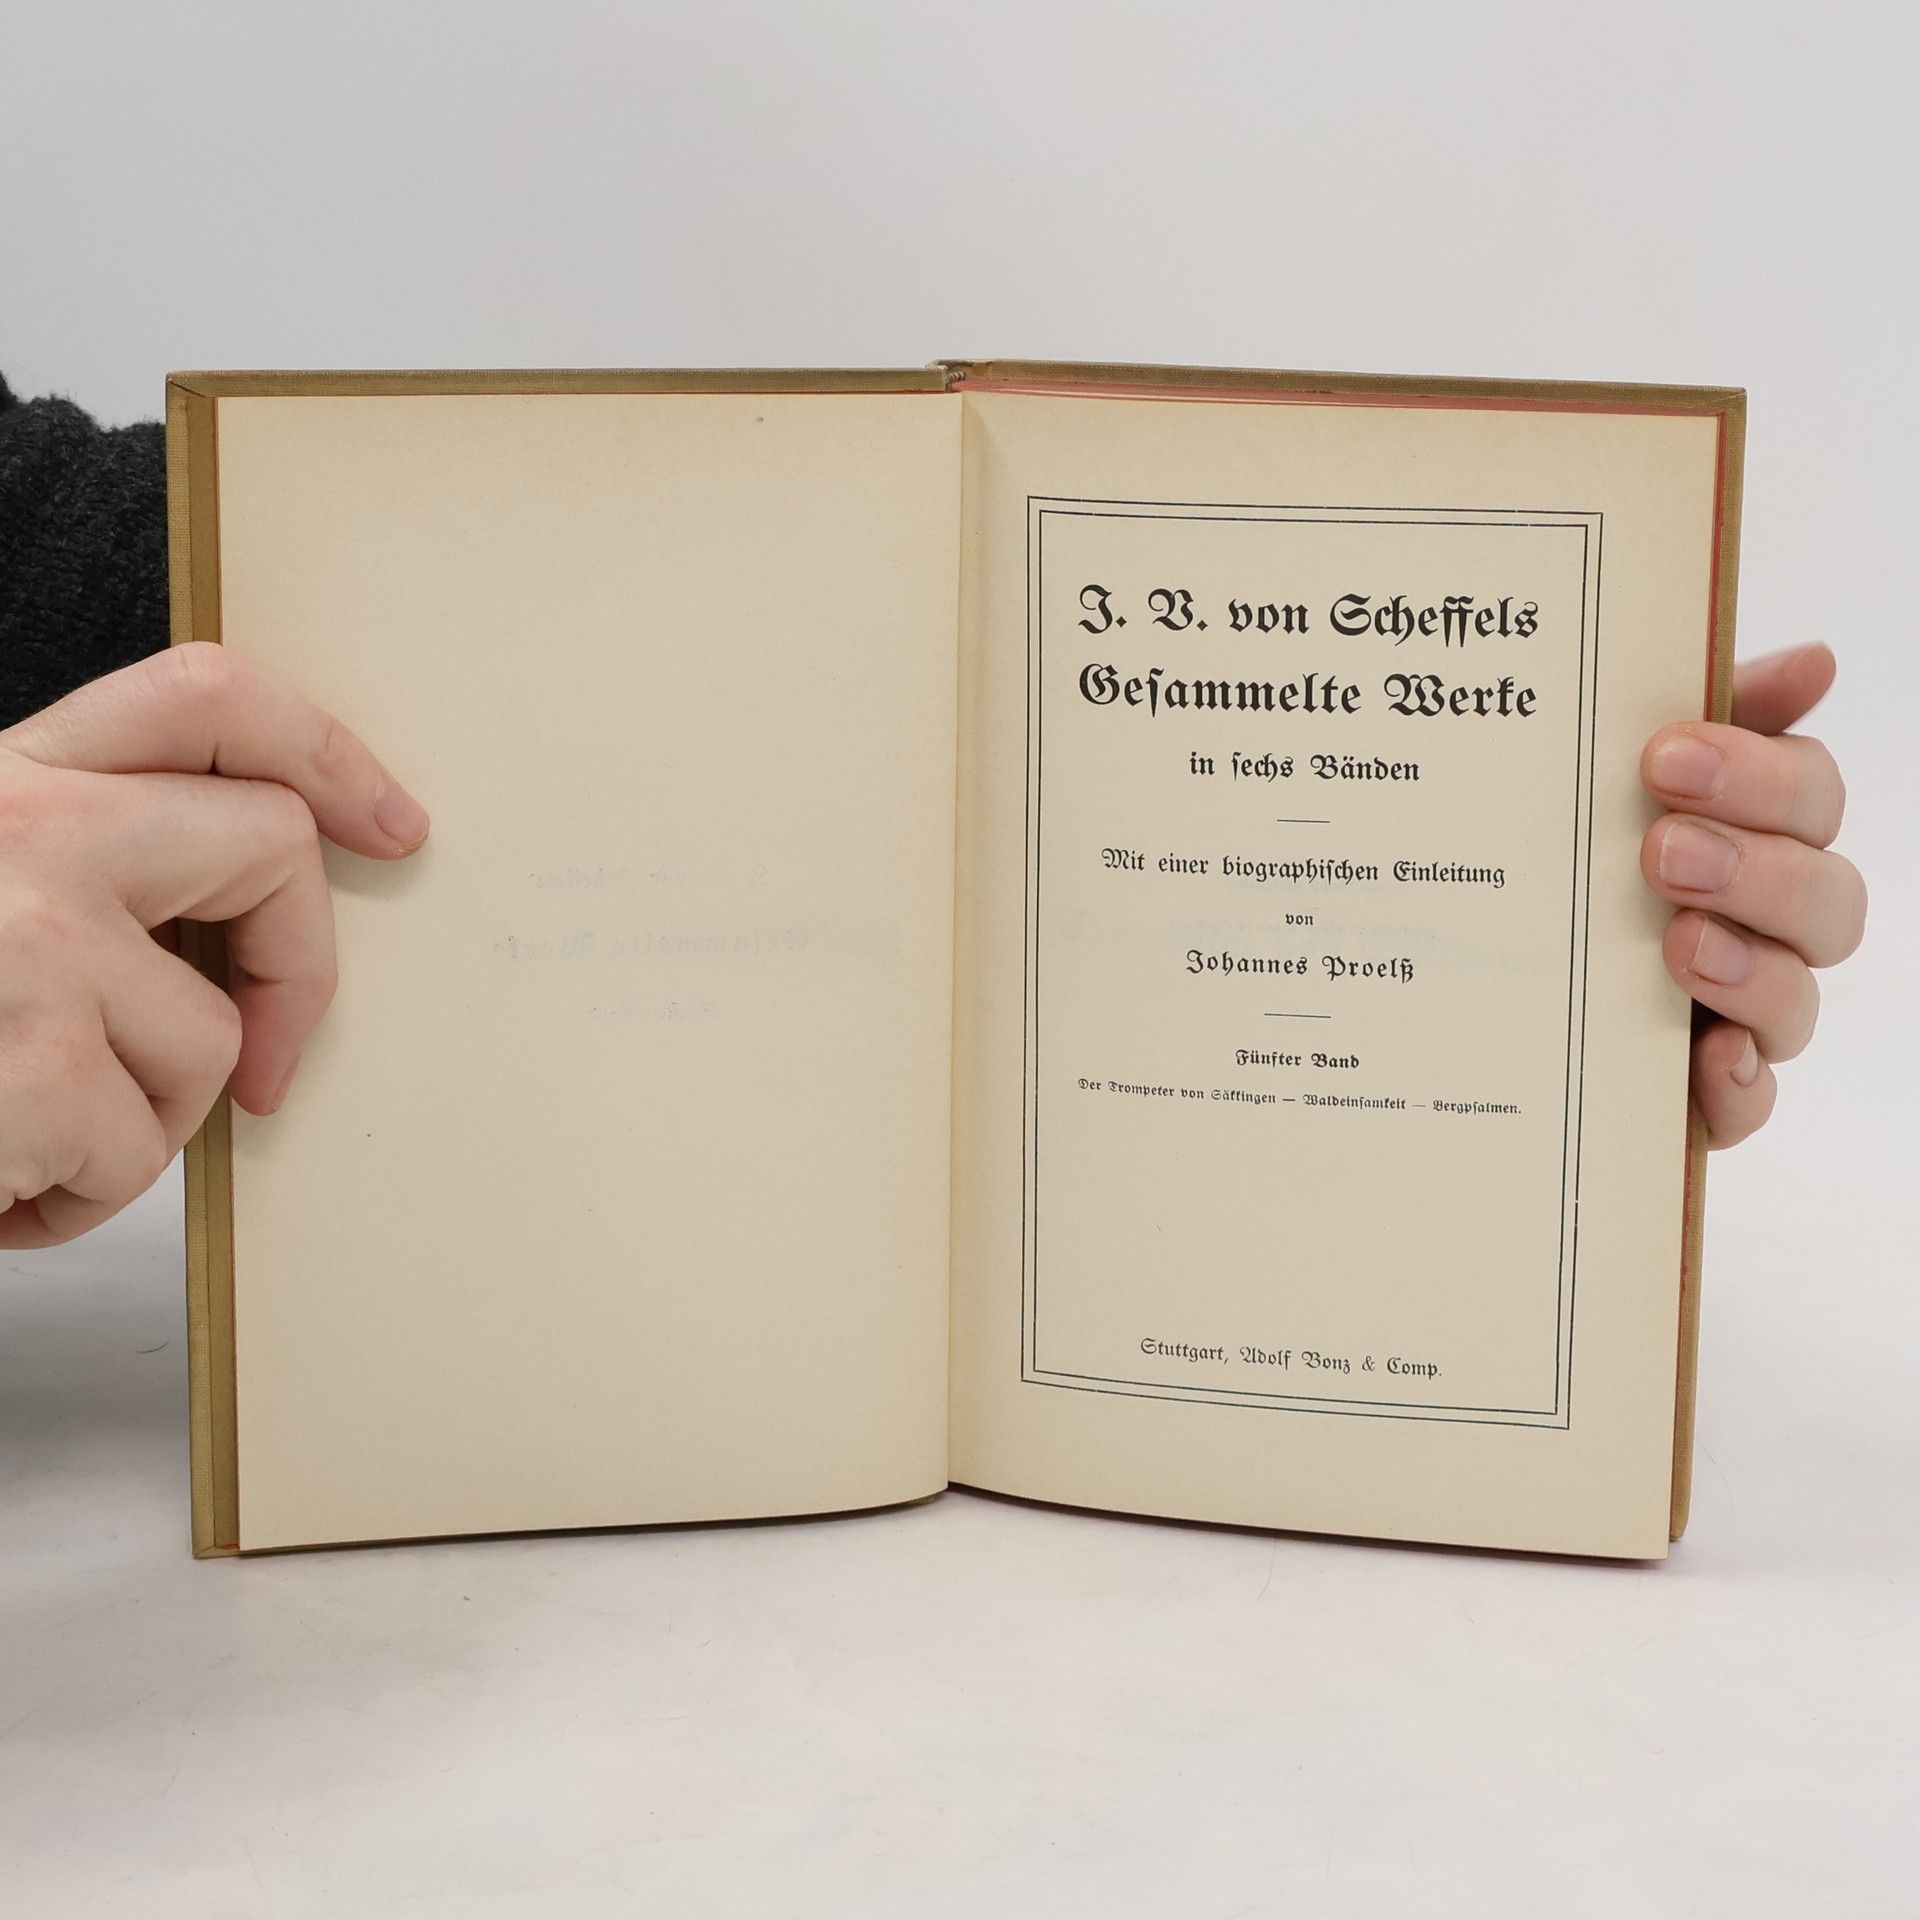 J. V. von Scheffels
Gesammelte Werke
in sechs Bänden
Mit einer biographischen Einleitung
von
Johannes Proelß
Fünfter Band
Der Trompeter von Säkkingen — Waldeinsamkeit — Bergpsalmen.
Stuttgart, Adolf Bonz & Comp.